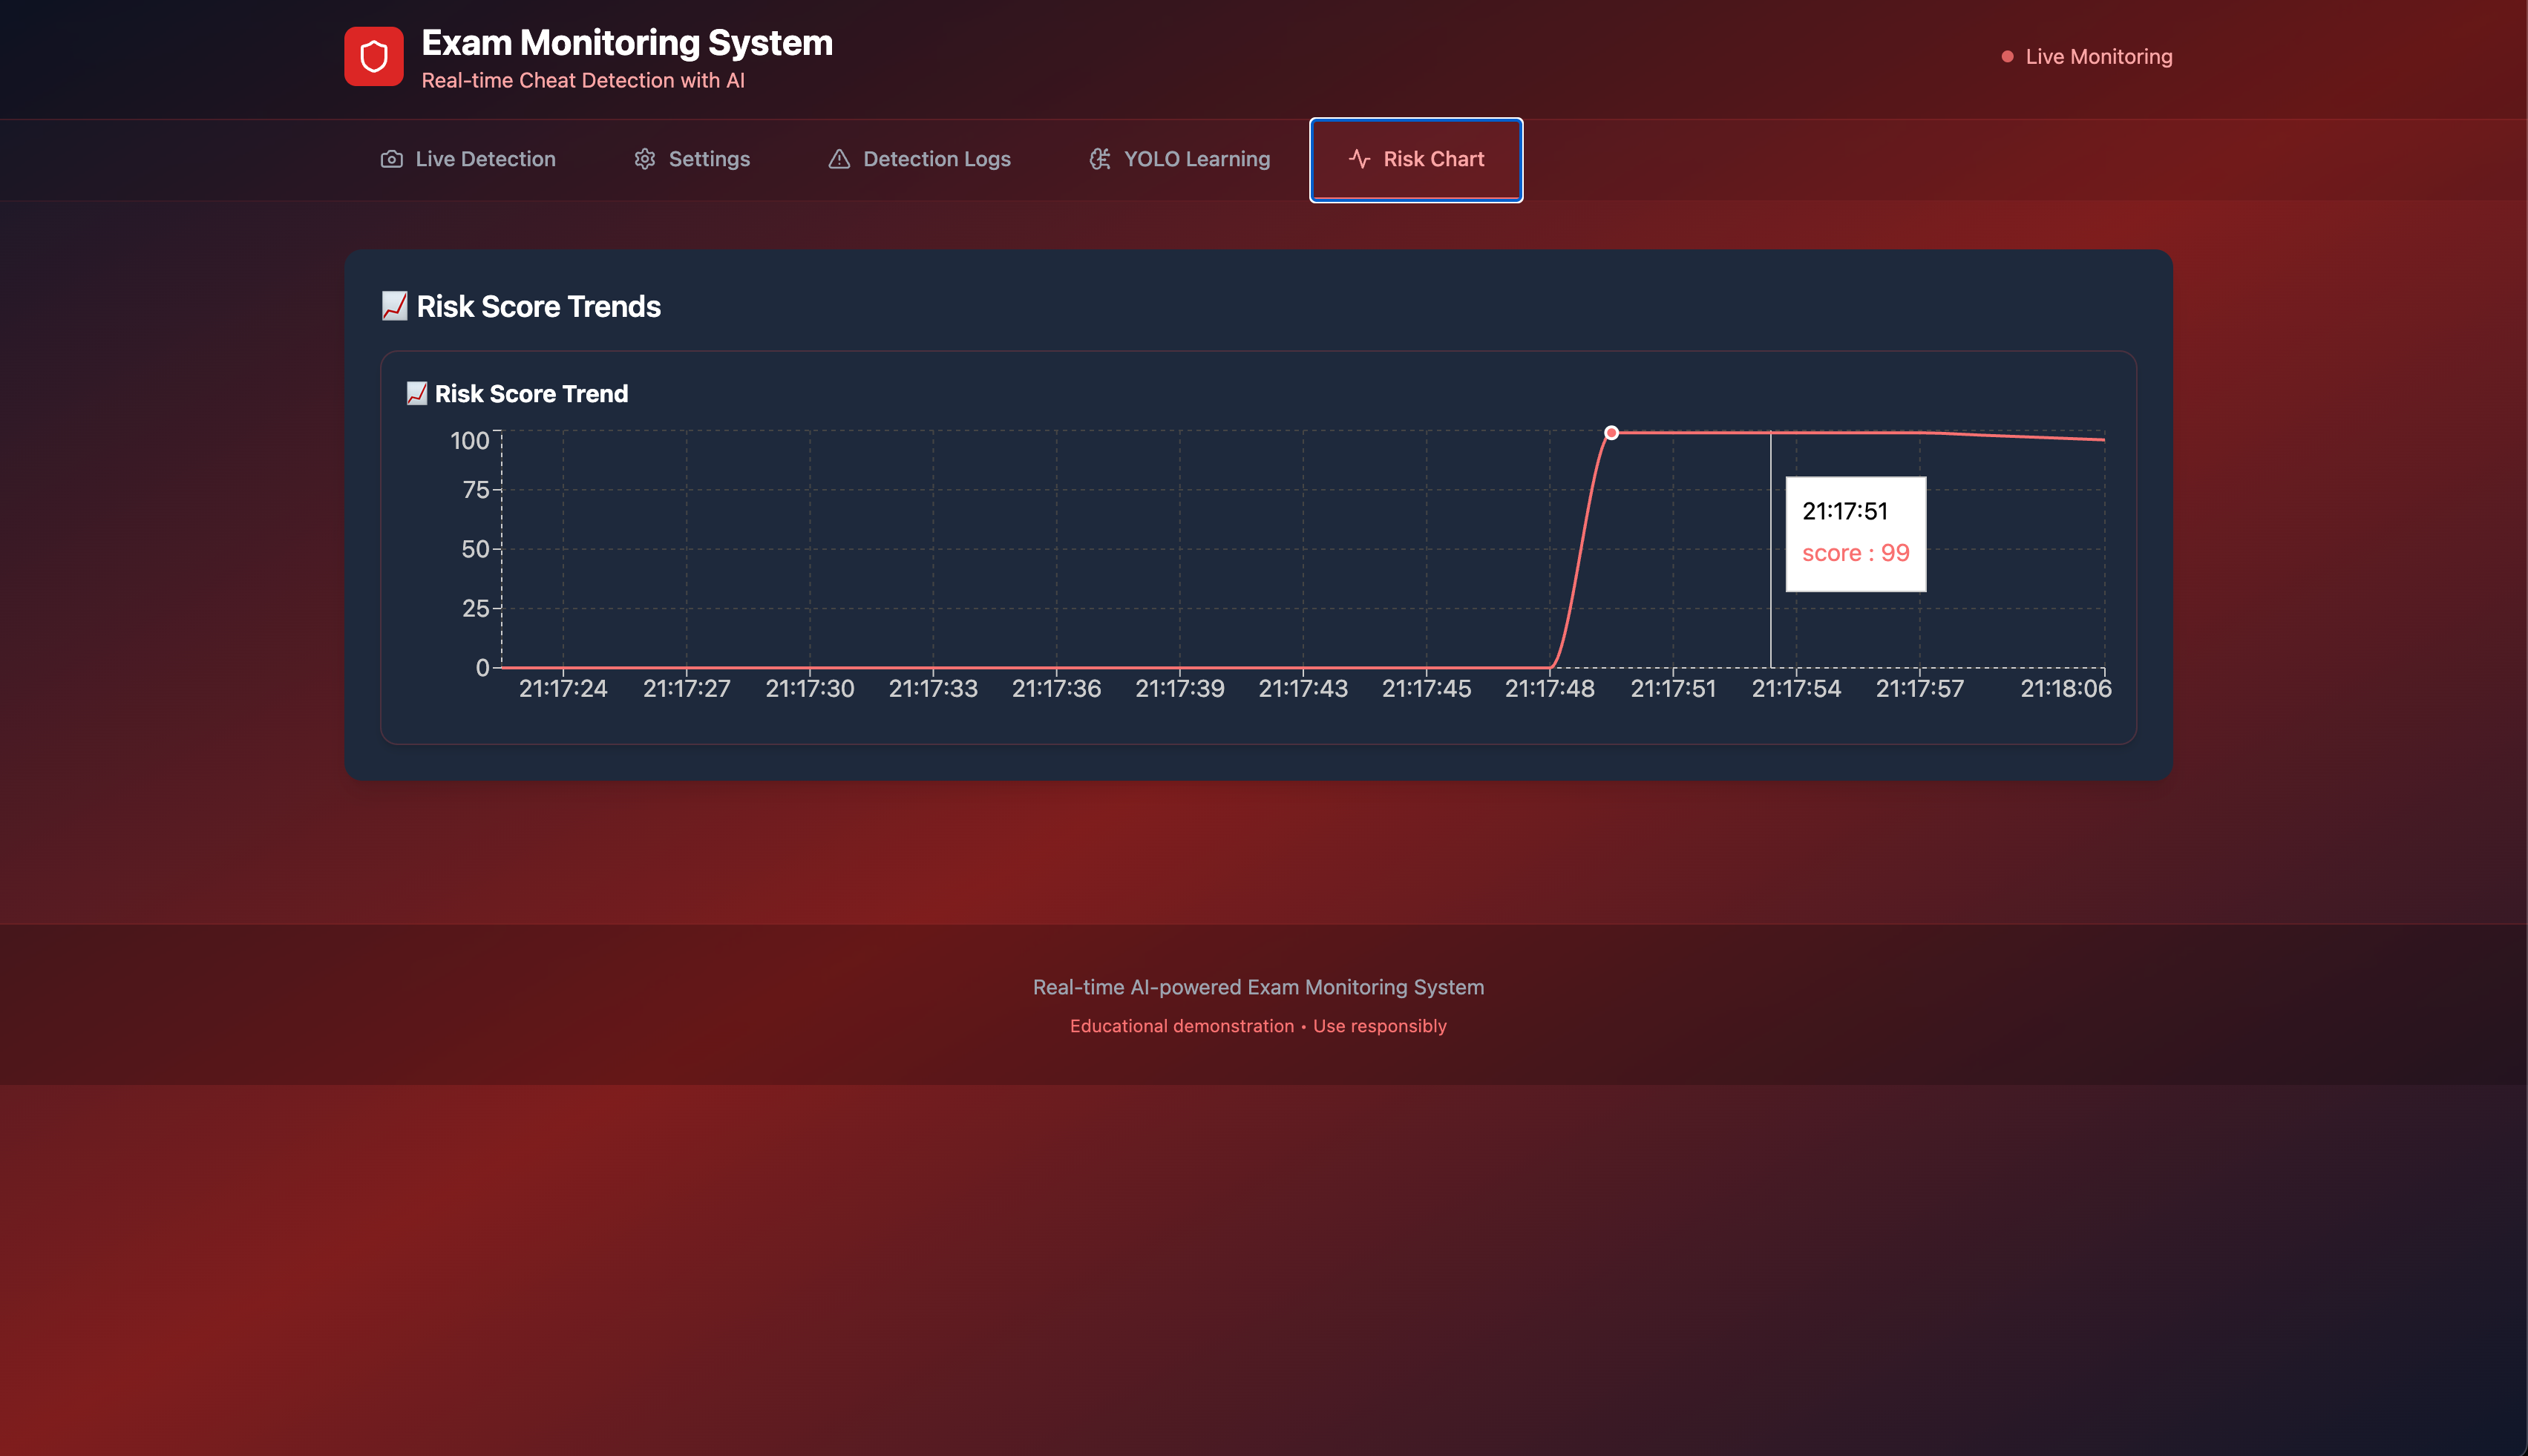 Exam Monitoring System
Real-time Cheat Detection with AI
Live Monitoring
Live Detection
Settings
Detection Logs
YOLO Learning
Risk Chart
📈 Risk Score Trends
📈 Risk Score Trend
100
75
50
25
0
21:17:51
score : 99
21:17:24 21:17:27 21:17:30 21:17:33 21:17:36 21:17:39 21:17:43 21:17:45 21:17:48 21:17:51 21:17:54 21:17:57 21:18:06
Real-time AI-powered Exam Monitoring System
Educational demonstration • Use responsibly